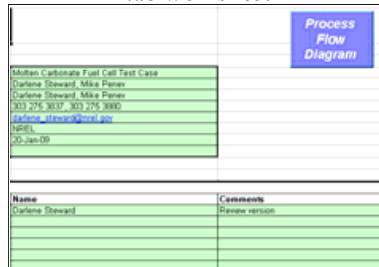 Process
Flow
Diagram
Molten Carbonate Fuel Cell Test Case
Darlene Steward, Mike Penev
Darlene Steward, Mike Penev
303 275 3837, 303 275 3880
darlene_steward@nrel.gov
NREL
20-Jan-09
Name Comments
Darlene Steward Review version